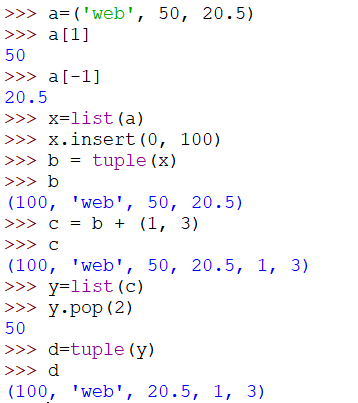 >>> a=('web', 50, 20.5)
>>> a[1]
50
>>> a[-1]
20.5
>>> x=list(a)
>>> x.insert(0, 100)
>>> b = tuple(x)
>>> b
(100, 'web', 50, 20.5)
>>> c = b + (1, 3)
>>> c
(100, 'web', 50, 20.5, 1, 3)
>>> y=list(c)
>>> y.pop(2)
50
>>> d=tuple(y)
>>> d
(100, 'web', 20.5, 1, 3)